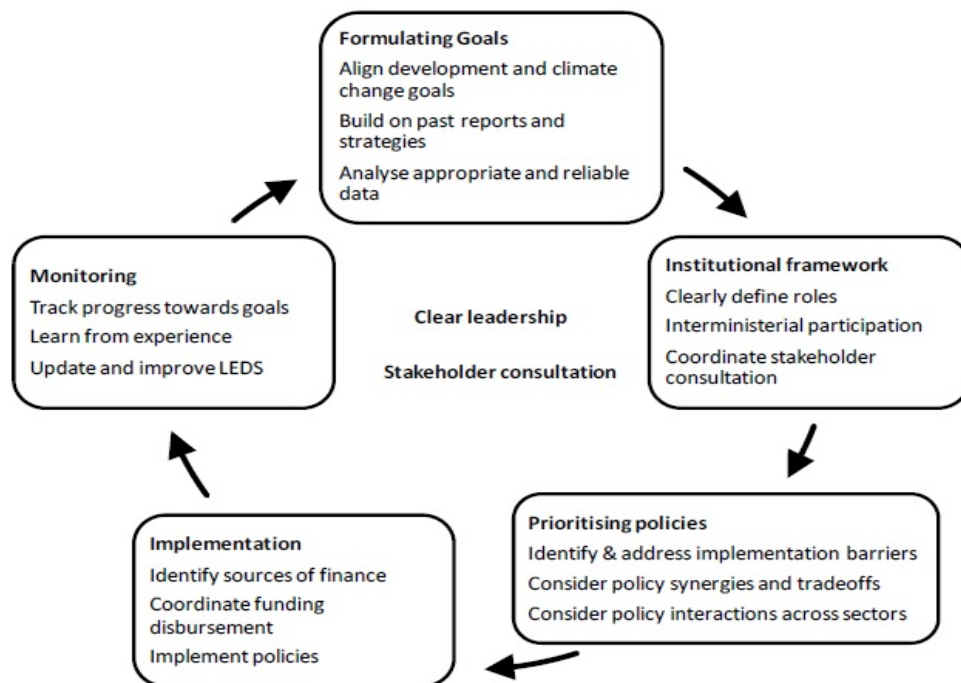 Formulating Goals
Align development and climate
change goals
Build on past reports and
strategies
Analyse appropriate and reliable
data
Institutional framework
Clearly define roles
Interministerial participation
Coordinate stakeholder
consultation
Prioritising policies
Identify & address implementation barriers
Consider policy synergies and tradeoffs
Consider policy interactions across sectors
Implementation
Identify sources of finance
Coordinate funding
disbursement
Implement policies
Monitoring
Track progress towards goals
Learn from experience
Update and improve LEDS
Clear leadership
Stakeholder consultation